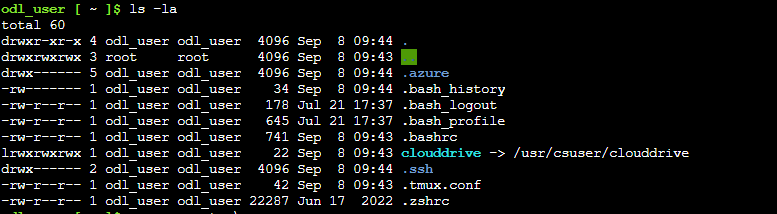 odl_user [ ~ ]$ ls -la
total 60
drwxr-xr-x 4 odl_user odl_user  4096 Sep  8 09:44 .
drwxrwxrwx 3 root     root      4096 Sep  8 09:43 ..
drwx------ 5 odl_user odl_user  4096 Sep  8 09:44 .azure
-rw------- 1 odl_user odl_user    34 Sep  8 09:44 .bash_history
-rw-r--r-- 1 odl_user odl_user   178 Jul 21 17:37 .bash_logout
-rw-r--r-- 1 odl_user odl_user   645 Jul 21 17:37 .bash_profile
-rw-r--r-- 1 odl_user odl_user   741 Sep  8 09:43 .bashrc
lrwxrwxrwx 1 odl_user odl_user    22 Sep  8 09:43 clouddrive -> /usr/csuser/clouddrive
drwx------ 2 odl_user odl_user  4096 Sep  8 09:44 .ssh
-rw-r--r-- 1 odl_user odl_user    42 Sep  8 09:43 .tmux.conf
-rw-r--r-- 1 odl_user odl_user 22287 Jun 17  2022 .zshrc